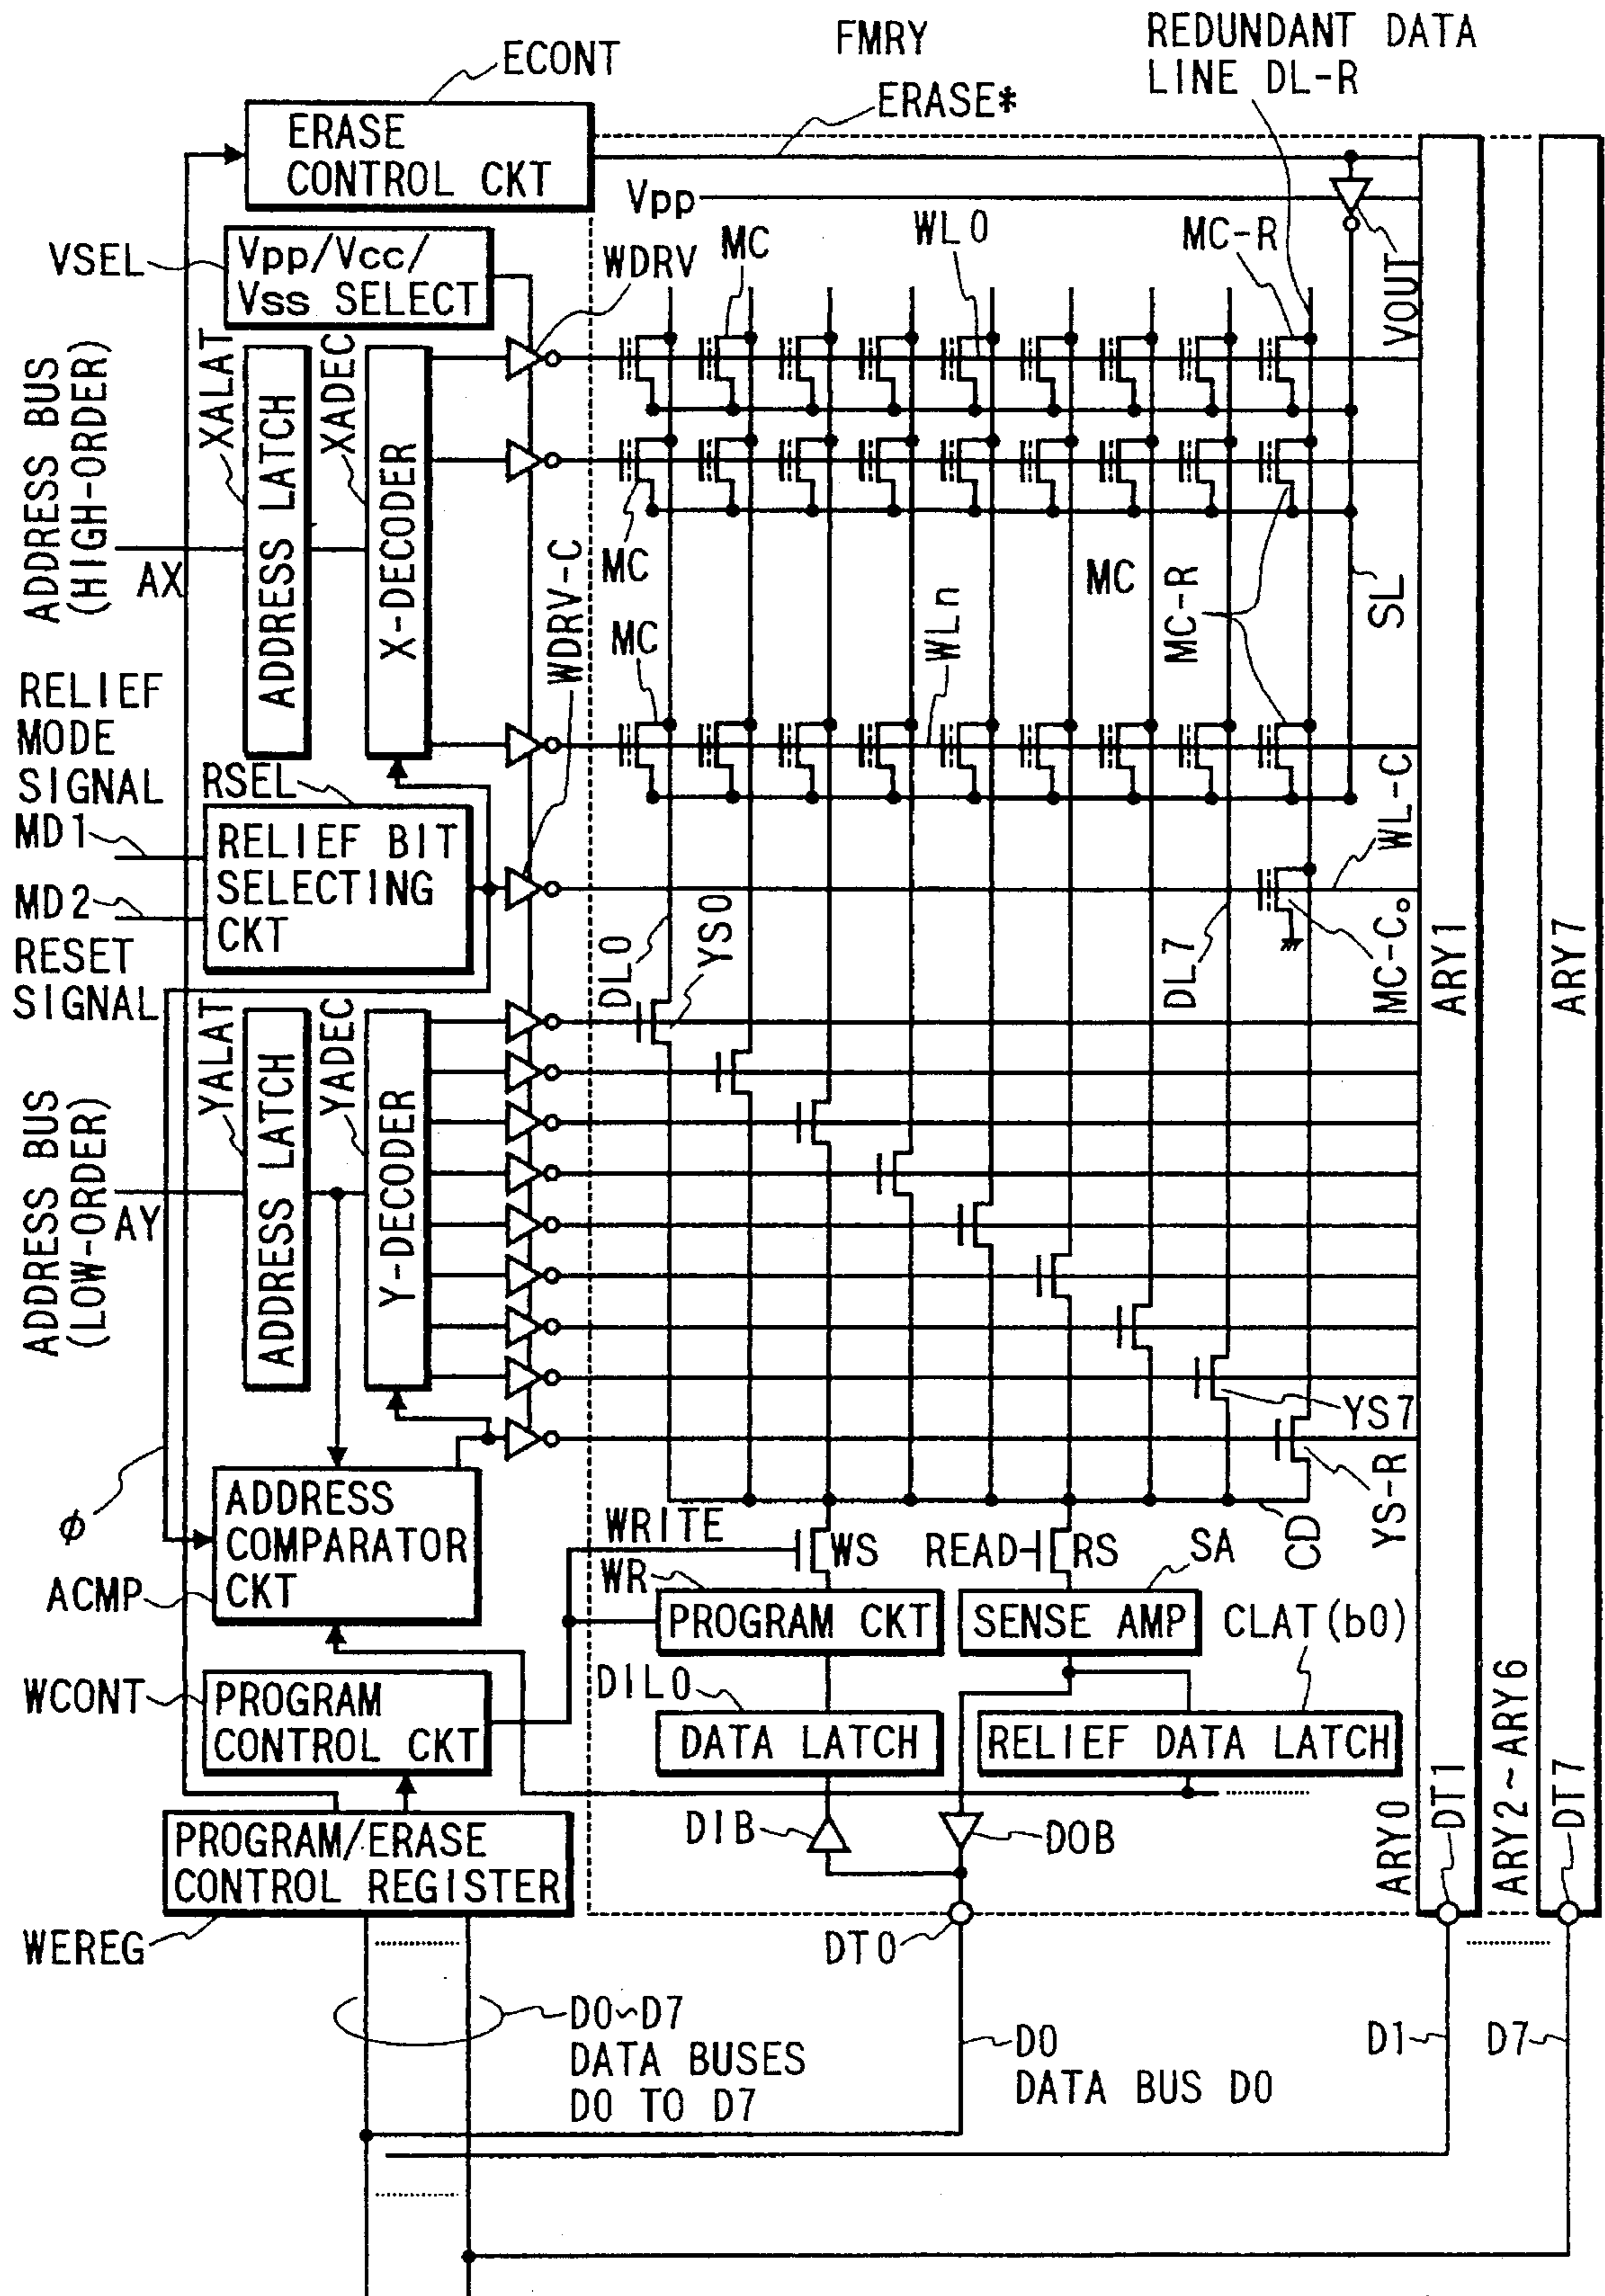 FMRY
REDUNDANT DATA
LINE DL-R
ECONT
ERASE*
ERASE
CONTROL CKT
Vpp
VSEL
Vpp/Vcc/
Vss SELECT
WDRV
MC
WL0
MC-R
VOUT
ADDRESS BUS
(HIGH-ORDER)
XALAT
ADDRESS LATCH
XADEC
X-DECODER
AX
MC
MC
MC-R
SL
WDRV-C
MC
WLn
RELIEF
MODE
SIGNAL
MD1
MD2
RESET
SIGNAL
RSEL
RELIEF BIT
SELECTING
CKT
WL-C
MC-C₀
DL0
YS0
DL7
ARY1
ARY7
ADDRESS BUS
(LOW-ORDER)
YALAT
ADDRESS LATCH
YADEC
Y-DECODER
AY
YS7
YS-R
CD
φ
ACMP
ADDRESS
COMPARATOR
CKT
WRITE
WS
READ
RS
SA
WR
PROGRAM CKT
SENSE AMP
CLAT(b0)
WCONT
PROGRAM
CONTROL CKT
DIL0
DATA LATCH
RELIEF DATA LATCH
DIB
DOB
ARY0
DT1
ARY2~ARY6
DT7
PROGRAM/ERASE
CONTROL REGISTER
WEREG
DT0
D0~D7
DATA BUSES
D0 TO D7
D0
DATA BUS D0
D1
D7